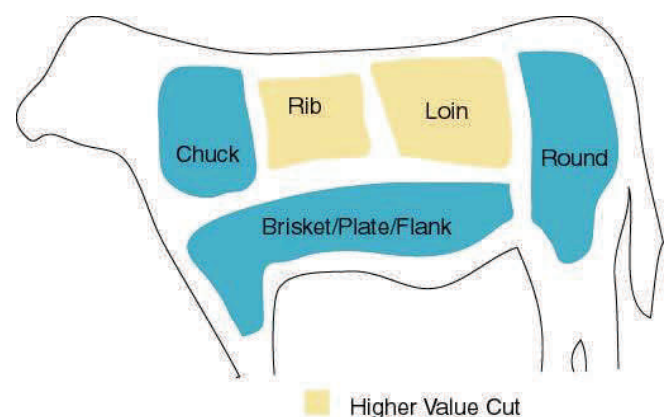 Rib
Loin
Chuck
Round
Brisket/Plate/Flank
Higher Value Cut